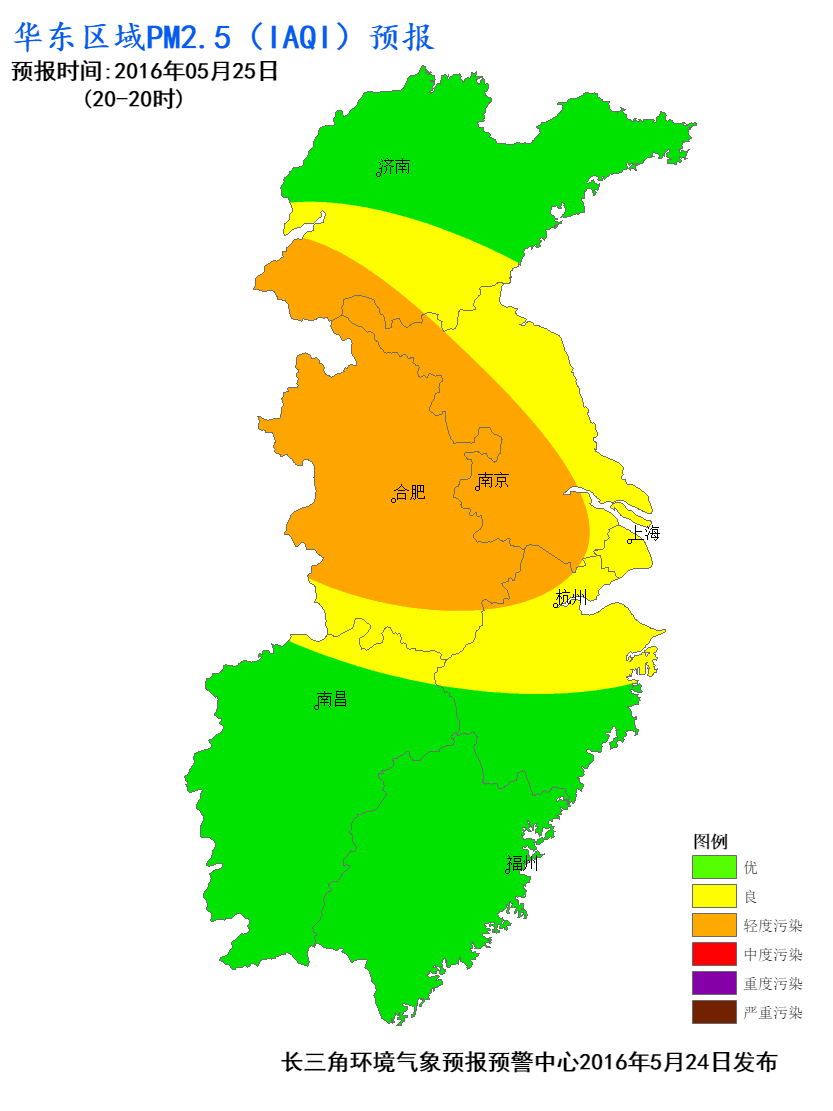 华东区域PM2.5（IAQI）预报
预报时间:2016年05月25日
(20-20时)
济南
南京
合肥
上海
杭州
南昌
福州
图例
优
良
轻度污染
中度污染
重度污染
严重污染
长三角环境气象预报预警中心2016年5月24日发布